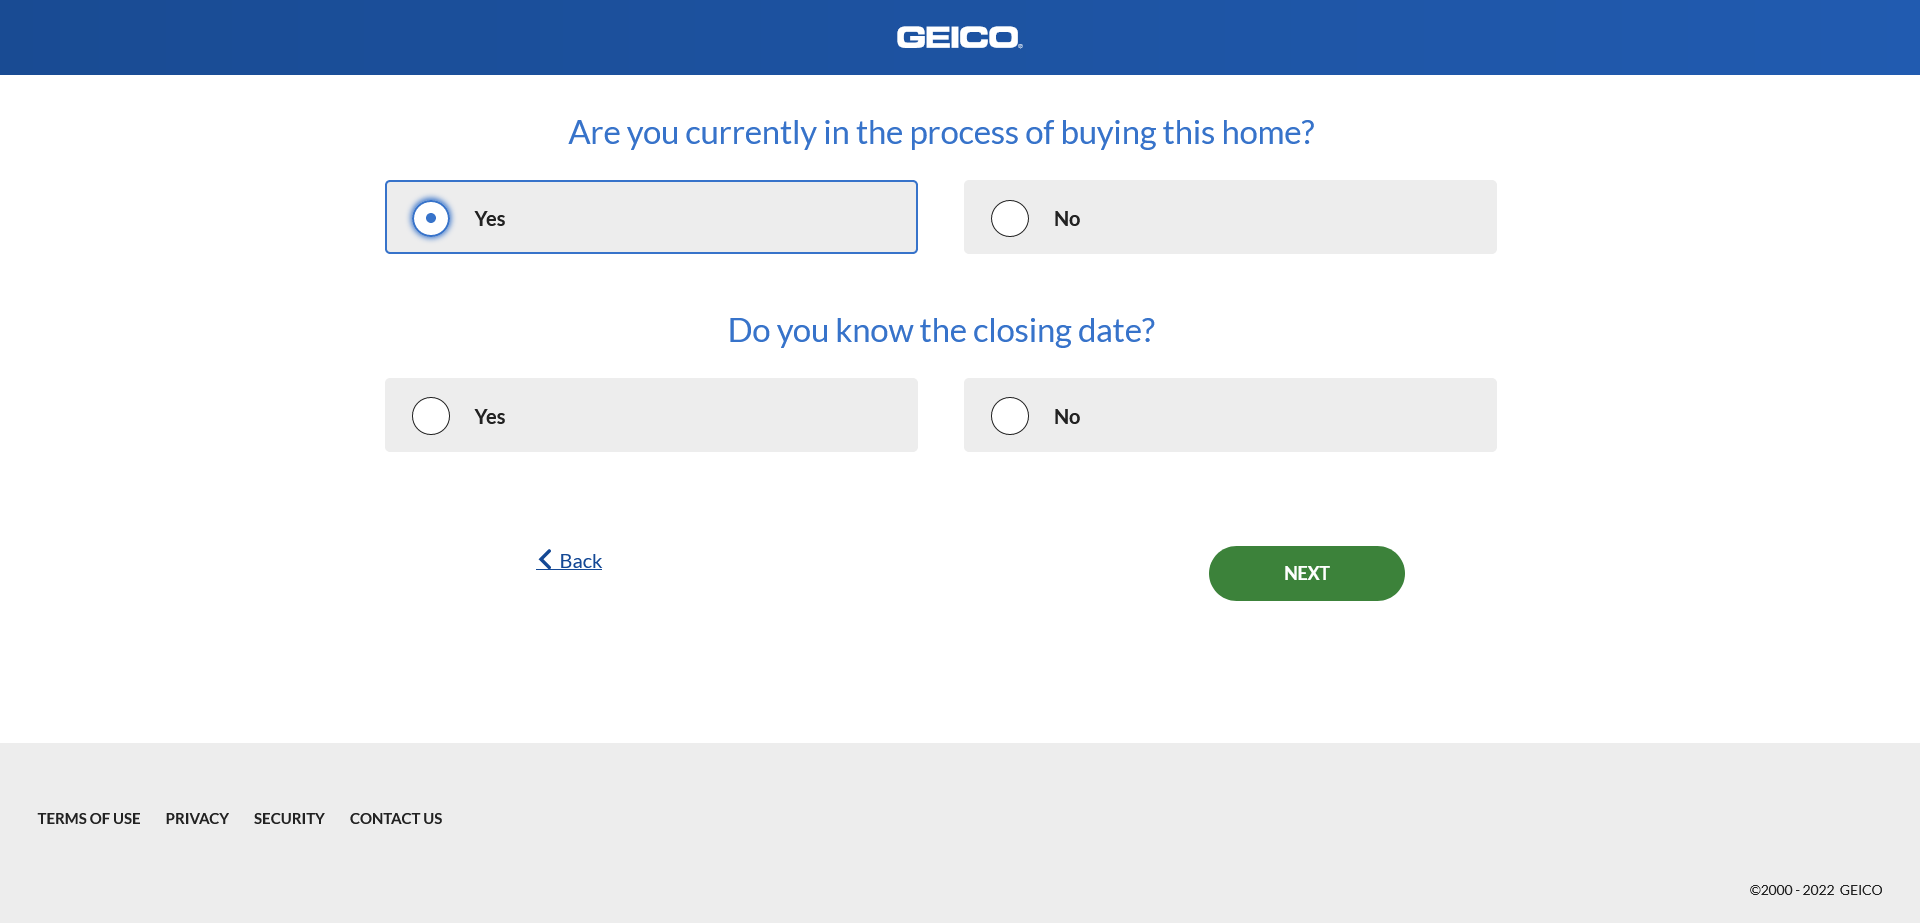 GEICO
Are you currently in the process of buying this home?
Yes
No
Do you know the closing date?
Yes
No
Back
NEXT
TERMS OF USE PRIVACY SECURITY CONTACT US
©2000 - 2022 GEICO